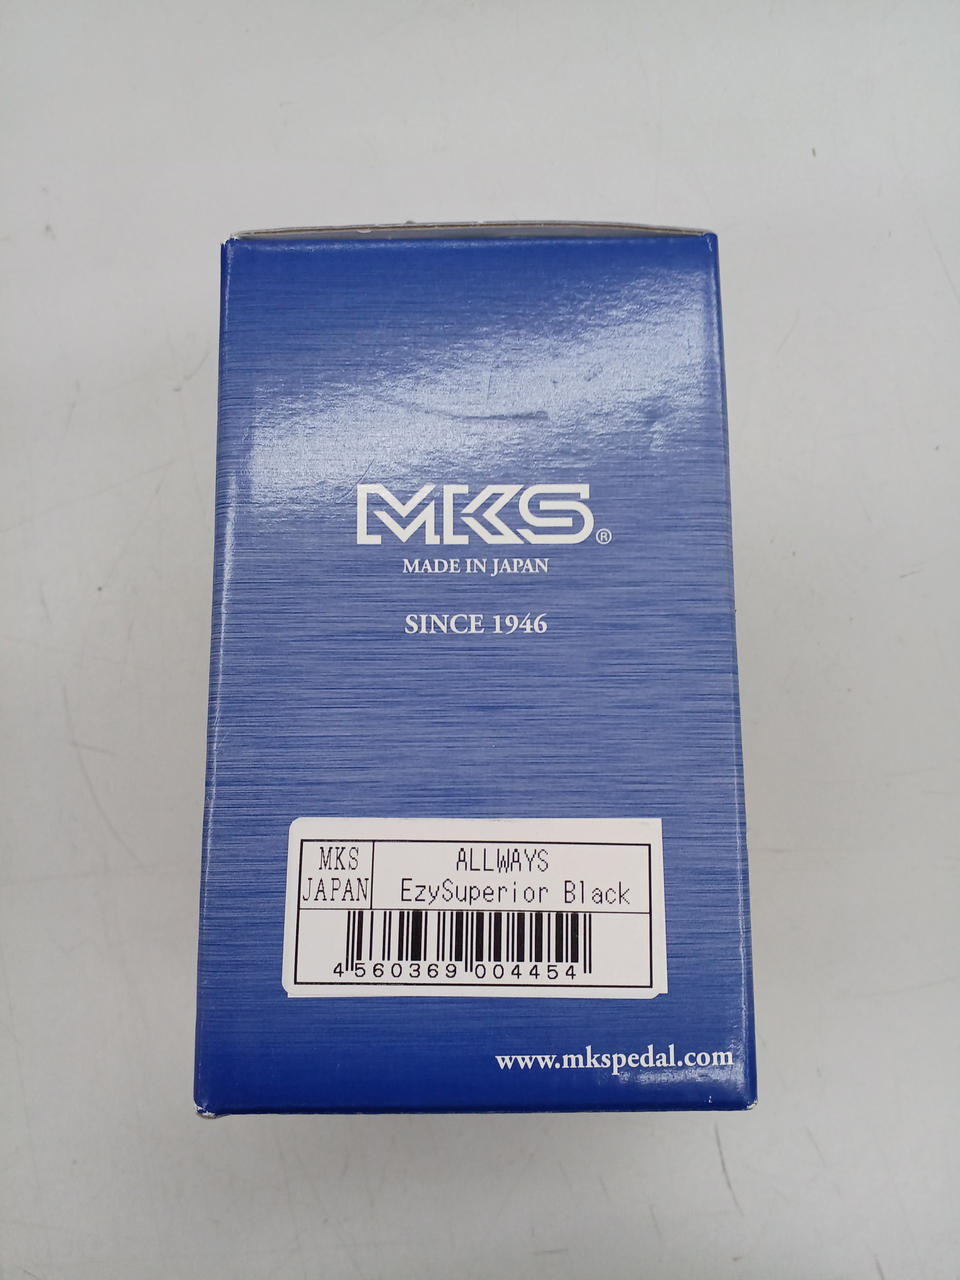 MKS®
MADE IN JAPAN
SINCE 1946
MKS JAPAN
ALLWAYS
EzySuperior Black
4 560369 004454
www.mkspedal.com